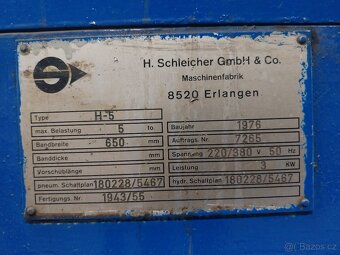 H. Schleicher GmbH & Co.
Maschinenfabrik
8520 Erlangen
Type H-5
max. Belastung 5 to
Bandbreite 650 mm
Banddicke mm
Vorschublänge mm
pneum. Schaltplan 180228/5467
Fertigungs. Nr. 1943/55
Baujahr 1976
Auftrags. Nr. 7265
Spannung 220/380 V 50 Hz
Leistung 3 KW
hydr. Schaltplan 180228/5467
bazos.cz